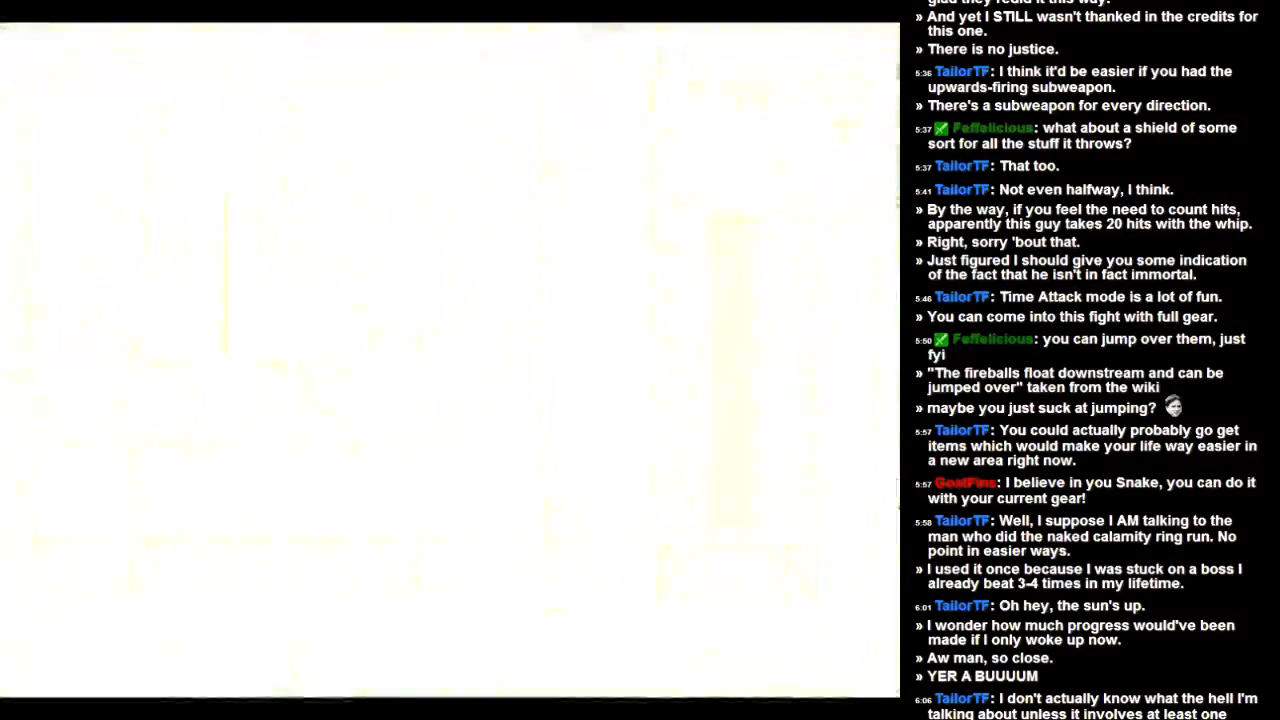 glad they redid it this way.
» And yet I STILL wasn't thanked in the credits for
this one.
» There is no justice.
5:36 TailorTF: I think it'd be easier if you had the
upwards-firing subweapon.
» There's a subweapon for every direction.
5:37 Feffelicious: what about a shield of some
sort for all the stuff it throws?
5:37 TailorTF: That too.
5:41 TailorTF: Not even halfway, I think.
» By the way, if you feel the need to count hits,
apparently this guy takes 20 hits with the whip.
» Right, sorry 'bout that.
» Just figured I should give you some indication
of the fact that he isn't in fact immortal.
5:46 TailorTF: Time Attack mode is a lot of fun.
» You can come into this fight with full gear.
5:50 Feffelicious: you can jump over them, just
fyi
» "The fireballs float downstream and can be
jumped over" taken from the wiki
» maybe you just suck at jumping?
5:57 TailorTF: You could actually probably go get
items which would make your life way easier in
a new area right now.
5:57 GoatFins: I believe in you Snake, you can do it
with your current gear!
5:58 TailorTF: Well, I suppose I AM talking to the
man who did the naked calamity ring run. No
point in easier ways.
» I used it once because I was stuck on a boss I
already beat 3-4 times in my lifetime.
6:01 TailorTF: Oh hey, the sun's up.
» I wonder how much progress would've been
made if I only woke up now.
» Aw man, so close.
» YER A BUUUUM
6:06 TailorTF: I don't actually know what the hell I'm
talking about unless it involves at least one